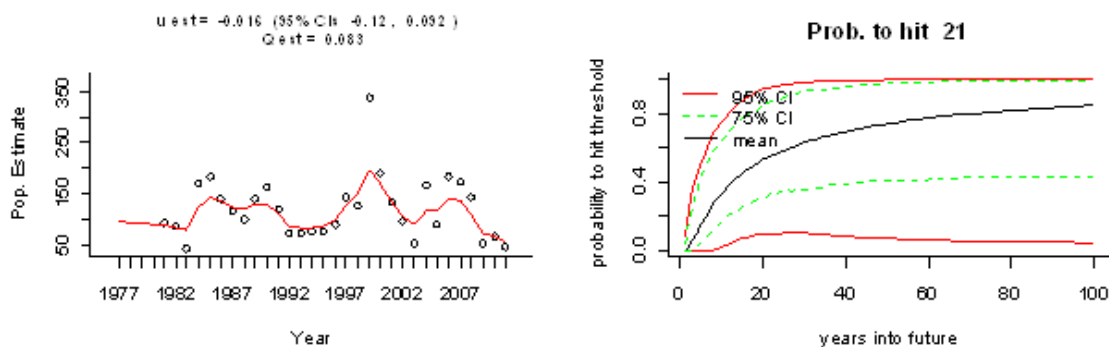 u est= -0.016 (95% CIs -0.12, 0.092 )
Q est= 0.083
Pop. Estimate
50
150
250
350
1977
1982
1987
1992
1997
2002
2007
Year
Prob. to hit 21
probability to hit threshold
0.0
0.4
0.8
95% CI
75% CI
mean
0
20
40
60
80
100
years into future